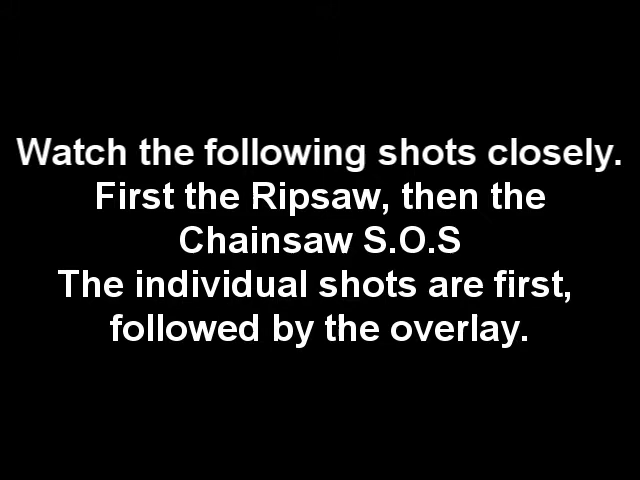 Watch the following shots closely.
First the Ripsaw, then the
Chainsaw S.O.S
The individual shots are first,
followed by the overlay.